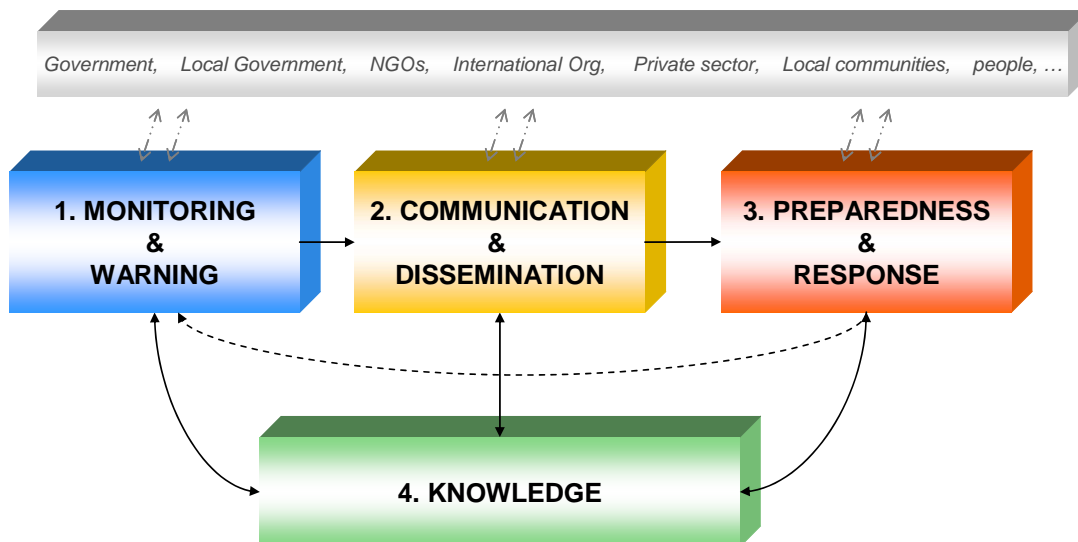 Government, Local Government, NGOs, International Org, Private sector, Local communities, people, …
1. MONITORING
&
WARNING
2. COMMUNICATION
&
DISSEMINATION
3. PREPAREDNESS
&
RESPONSE
4. KNOWLEDGE